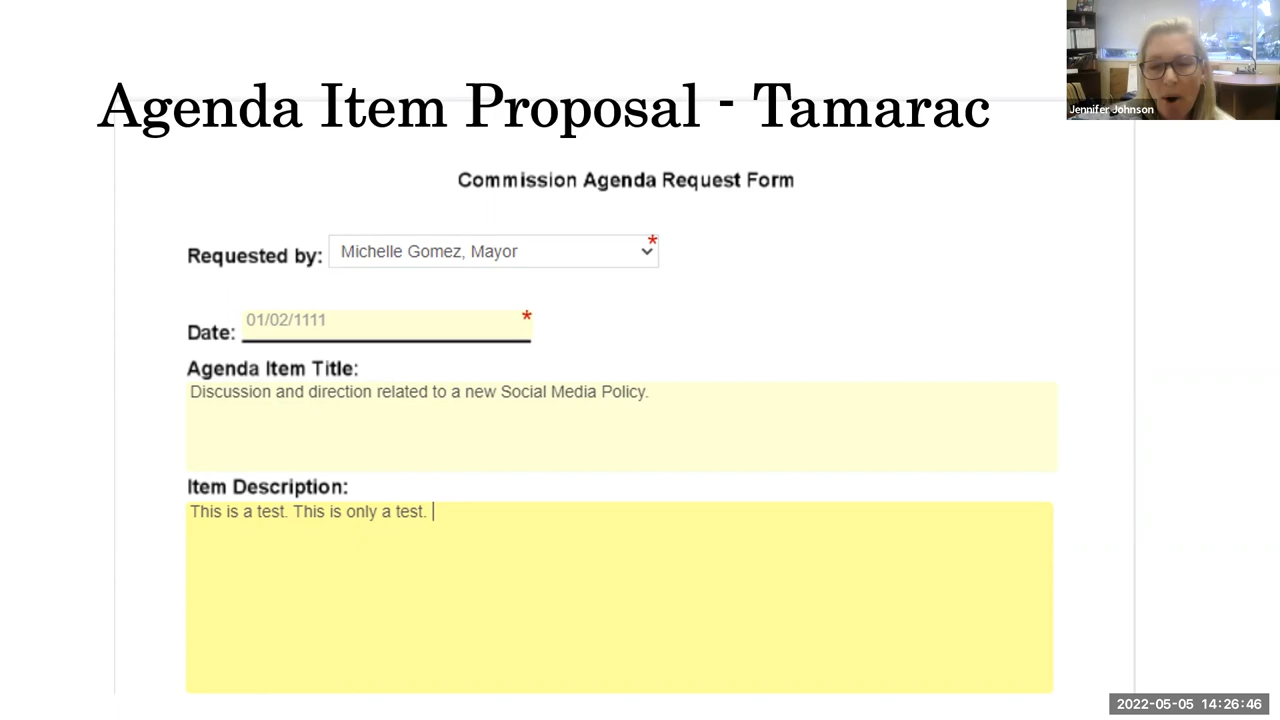 Agenda Item Proposal - Tamarac
Jennifer Johnson
Commission Agenda Request Form
Requested by: Michelle Gomez, Mayor *
Date: 01/02/1111 *
Agenda Item Title:
Discussion and direction related to a new Social Media Policy.
Item Description:
This is a test. This is only a test.
2022-05-05 14:26:46